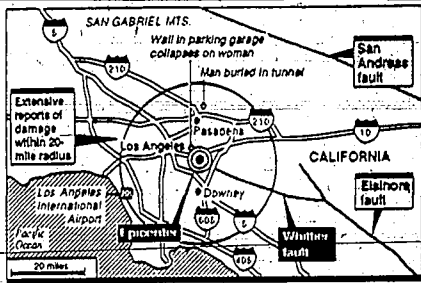 5
SAN GABRIEL MTS.
Wall in parking garage
collapses on woman
210
Man buried in tunnel
San
Andreas
fault
Extensive
reports of
damage
within 20-
mile radius
Pasadena
210
Los Angeles
10
CALIFORNIA
Los Angeles
International
Airport
Downey
Elsinore
fault
Pacific
Ocean
Epicenter
605
5
Whittier
fault
405
20 miles